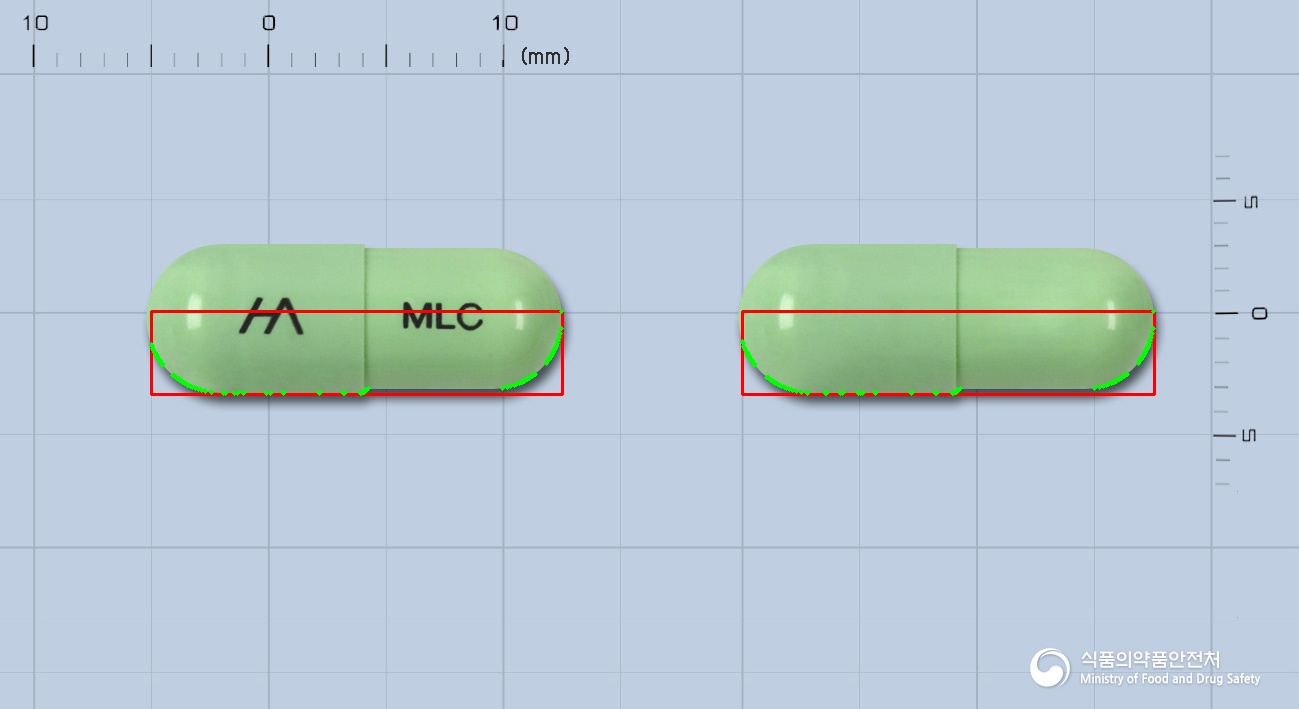 10 0 10
(mm)
5
HA MLC
0
5
식품의약품안전처
Ministry of Food and Drug Safety